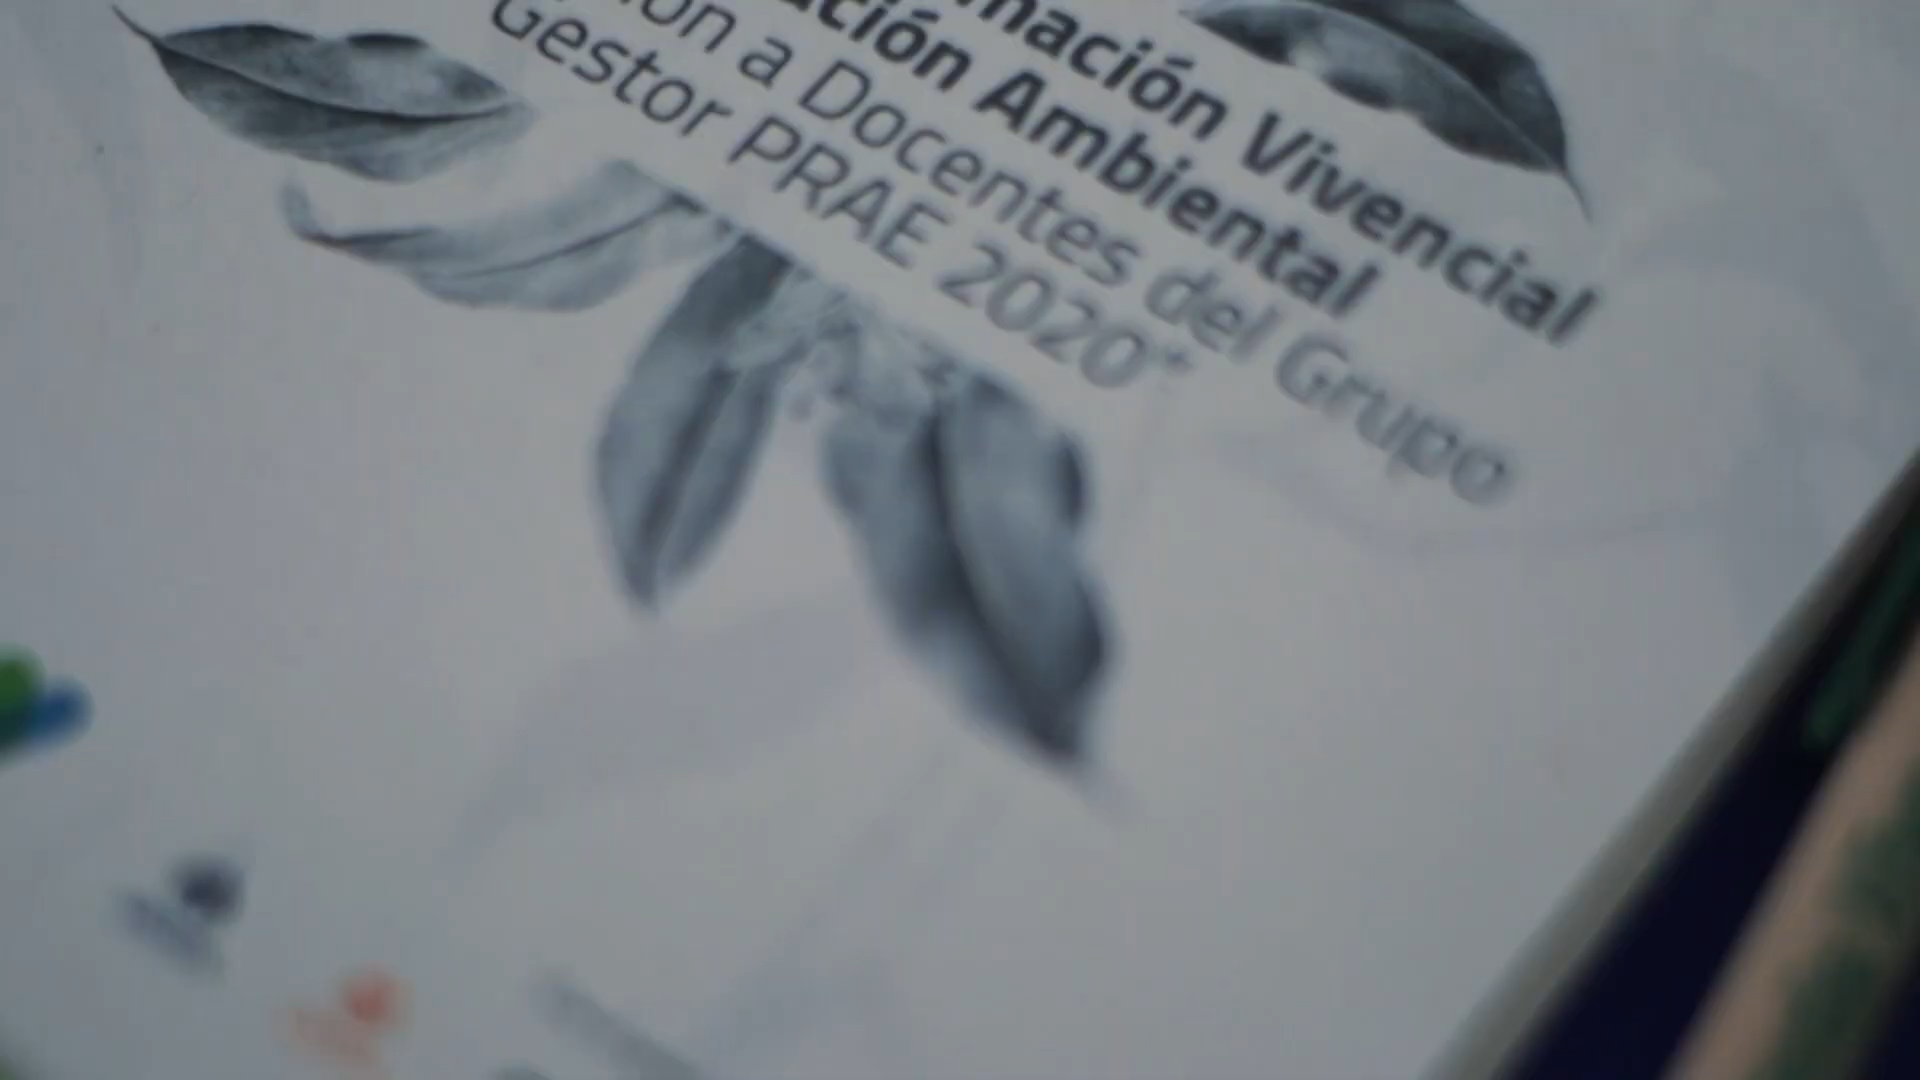 mación Vivencial
ación Ambiental
ión a Docentes del Grupo
Gestor PRAE 2020*